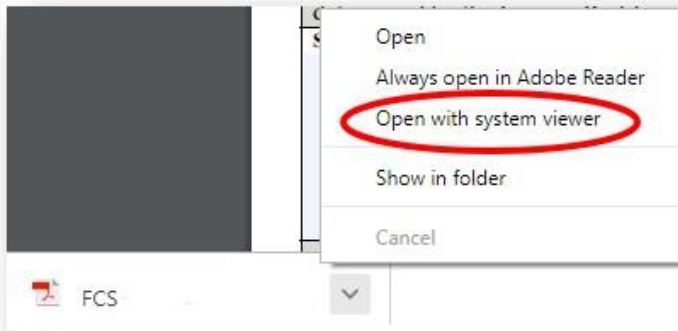 Open
Always open in Adobe Reader
Open with system viewer
Show in folder
Cancel
FCS